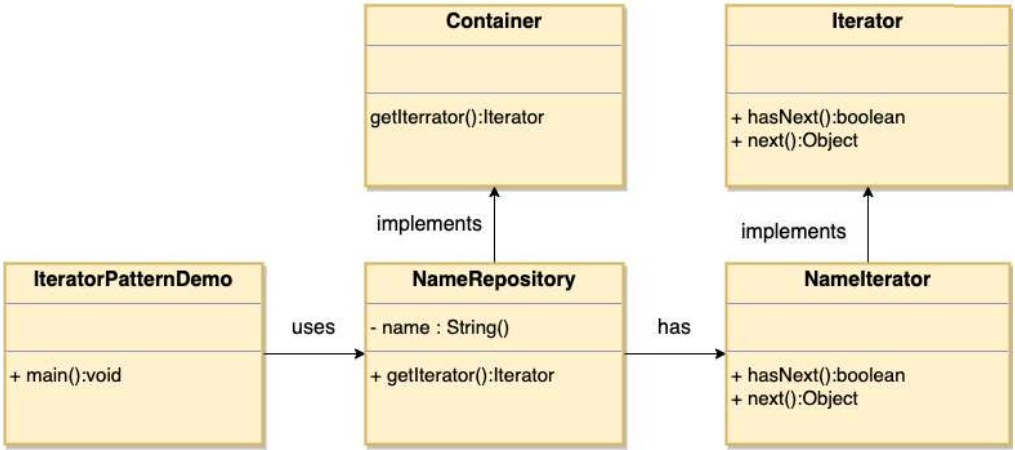 Container
getIterrator():Iterator
Iterator
+ hasNext():boolean
+ next():Object
implements
implements
IteratorPatternDemo
+ main():void
uses
NameRepository
- name : String()
+ getIterator():Iterator
has
NameIterator
+ hasNext():boolean
+ next():Object